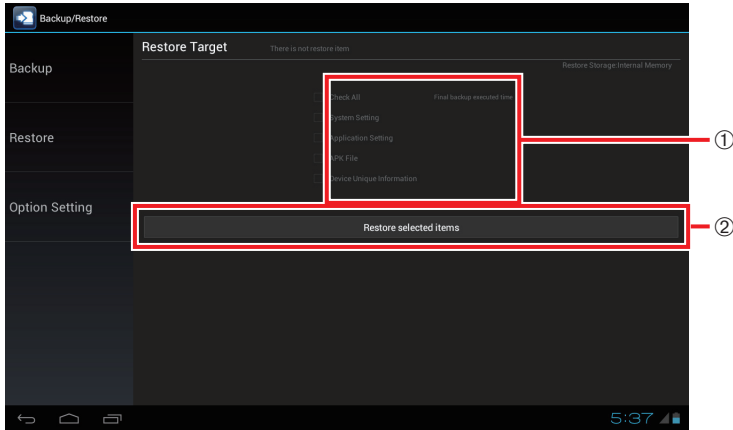 Backup/Restore
Restore Target There is not restore item
Backup
Restore Storage:Internal Memory
Check All Final backup executed time
System Setting
①
Restore
Application Setting
APK File
Device Unique Information
Option Setting
Restore selected items
②
5:37